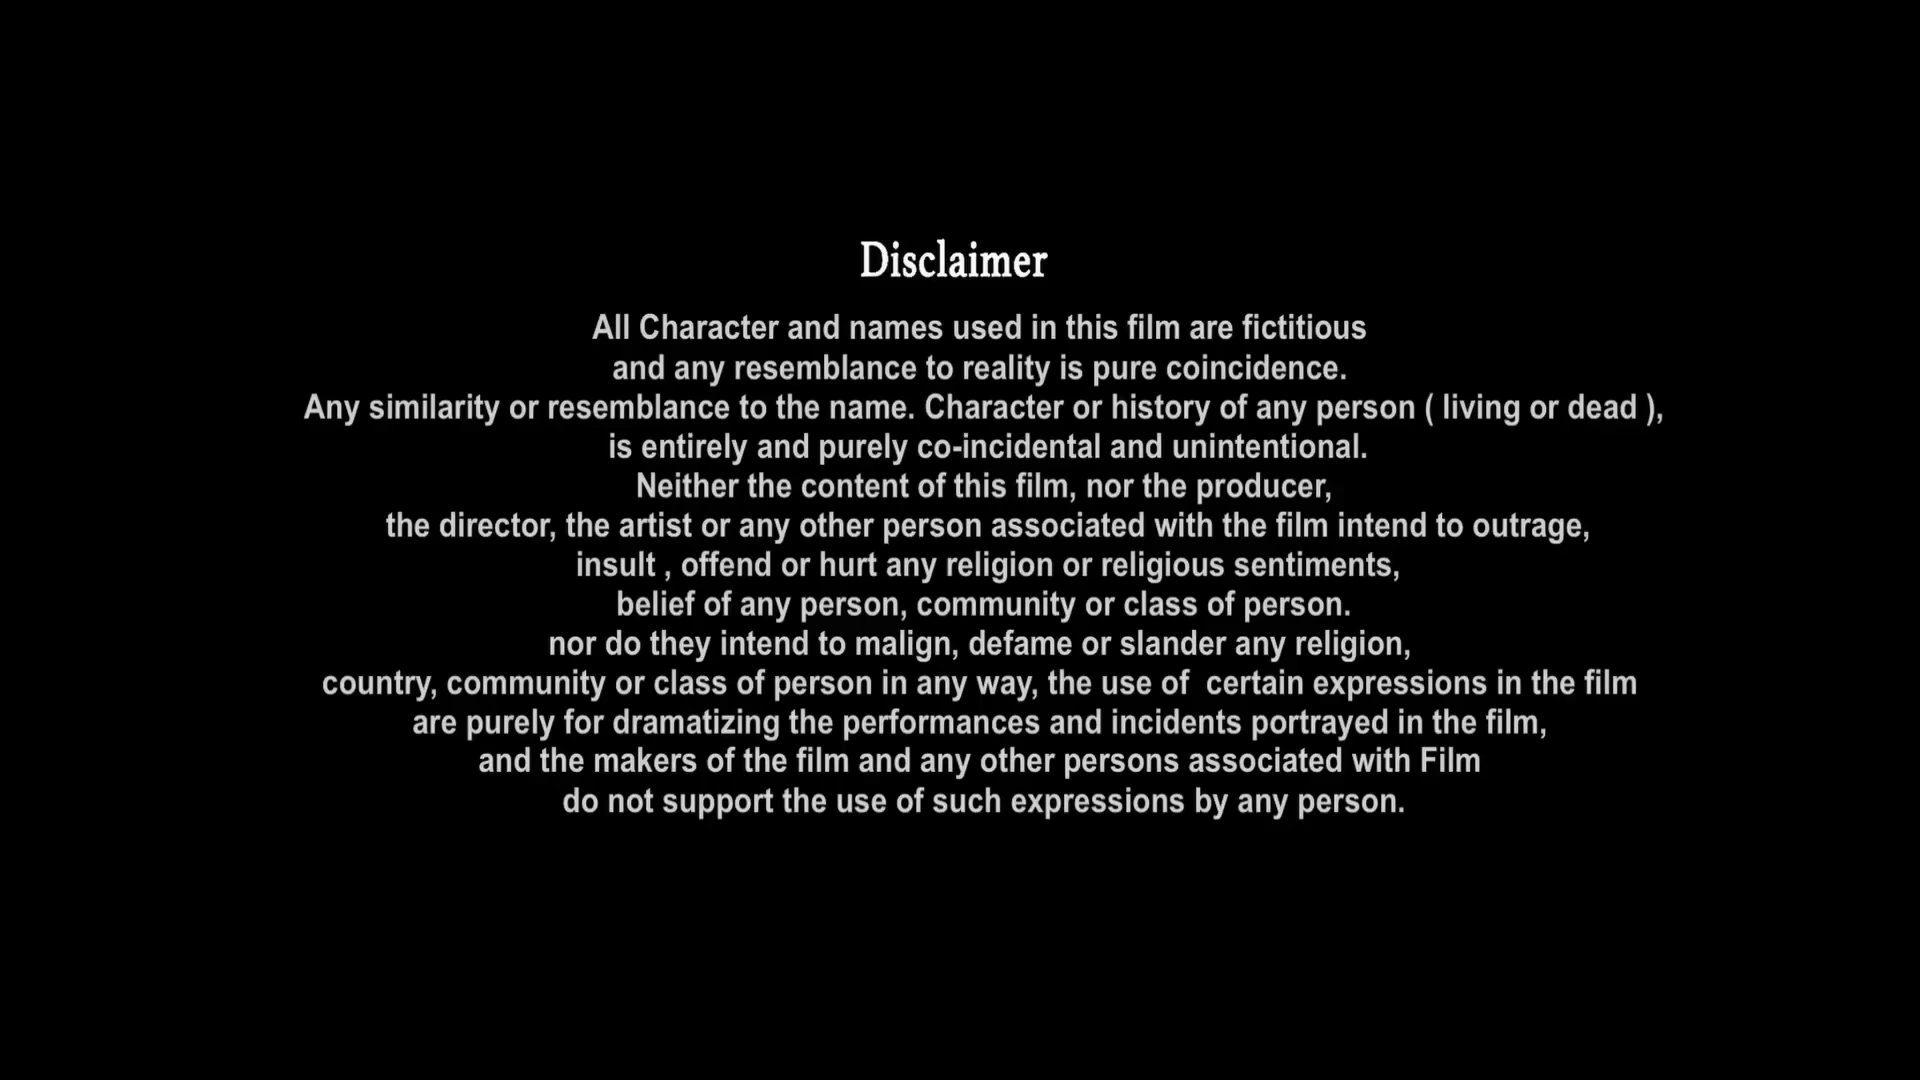 Disclaimer
All Character and names used in this film are fictitious
and any resemblance to reality is pure coincidence.
Any similarity or resemblance to the name. Character or history of any person ( living or dead ),
is entirely and purely co-incidental and unintentional.
Neither the content of this film, nor the producer,
the director, the artist or any other person associated with the film intend to outrage,
insult , offend or hurt any religion or religious sentiments,
belief of any person, community or class of person.
nor do they intend to malign, defame or slander any religion,
country, community or class of person in any way, the use of  certain expressions in the film
are purely for dramatizing the performances and incidents portrayed in the film,
and the makers of the film and any other persons associated with Film
do not support the use of such expressions by any person.